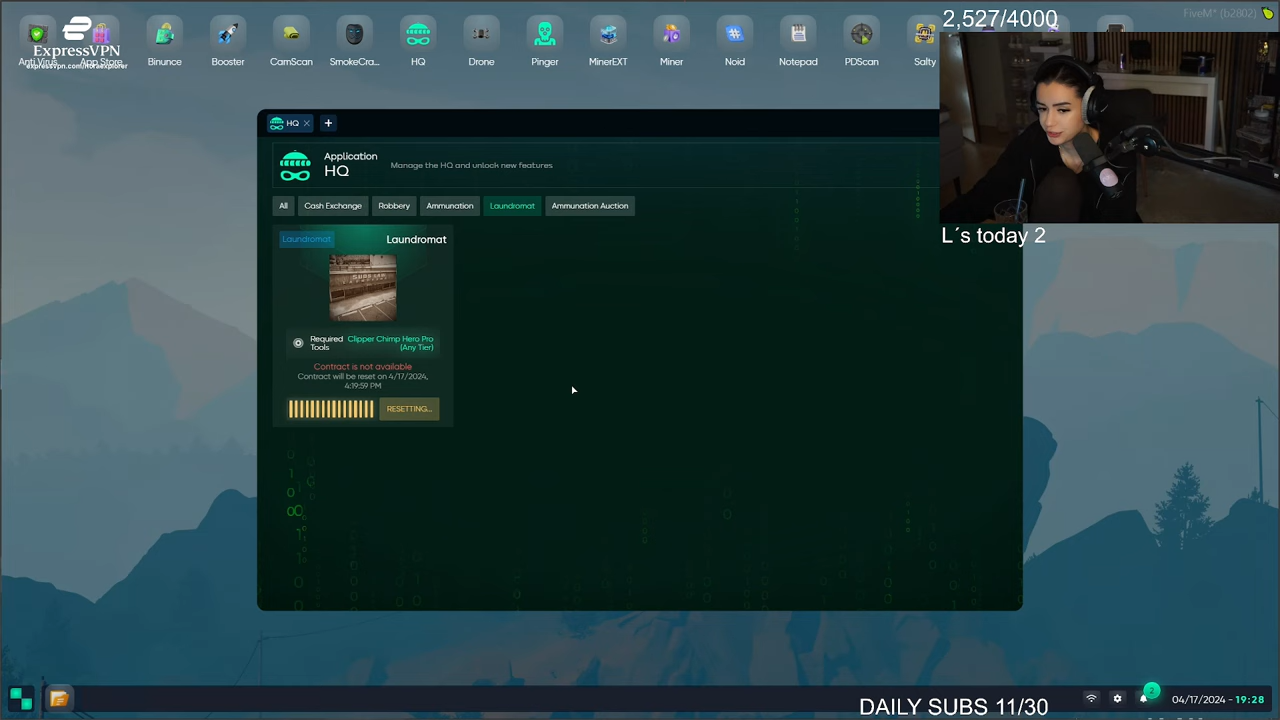 2,527/4000
FiveM* (b2802)
ExpressVPN
Anti Virus
App Store
Binunce
Booster
CamScan
SmokeCra...
HQ
Drone
Pinger
MinerEXT
Miner
Noid
Notepad
PDScan
Salty
HQ
Application
HQ
Manage the HQ and unlock new features.
All
Cash Exchange
Robbery
Ammunation
Laundromat
Ammunation Auction
L´s today 2
Laundromat
Laundromat
Required
Tools
Clipper Chimp Hero Pro
(Any Tier)
Contract is not available
Contract will be reset on 4/17/2024,
4:19:59 PM
RESETTING...
2
04/17/2024 - 19:28
DAILY SUBS 11/30